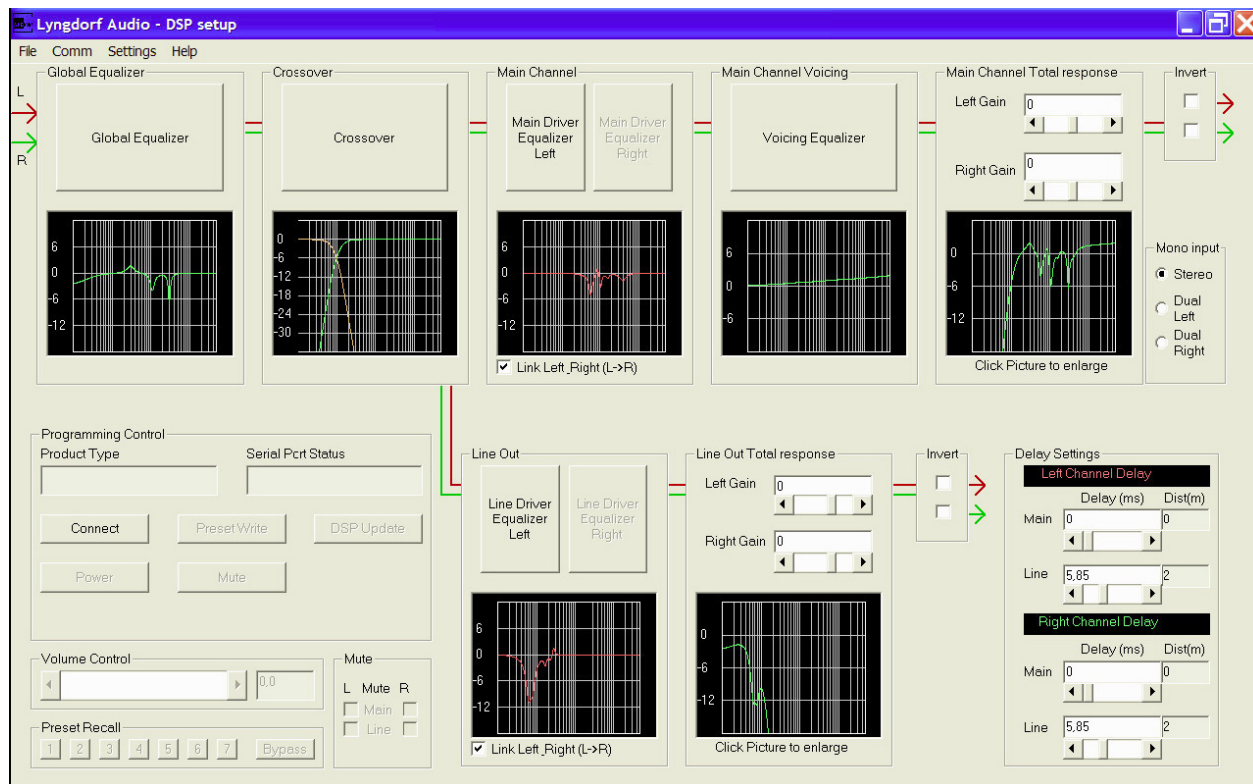 Lyngdorf Audio - DSP setup
File Comm Settings Help
L
R
Global Equalizer
Global Equalizer
6
0
-6
-12
Crossover
Crossover
0
-6
-12
-18
-24
-30
Main Channel
Main Driver
Equalizer
Left
Main Driver
Equalizer
Right
6
0
-6
-12
Link Left_Right (L->R)
Main Channel Voicing
Voicing Equalizer
6
0
-6
Main Channel Total response
Left Gain 0
Right Gain 0
0
-6
-12
Click Picture to enlarge
Invert
Mono input
Stereo
Dual
Left
Dual
Right
Programming Control
Product Type Serial Port Status
Connect Preset Write DSP Update
Power Mute
Volume Control
0,0
Preset Recall
1 2 3 4 5 6 7 Bypass
Mute
L Mute R
Main
Line
Line Out
Line Driver
Equalizer
Left
Line Driver
Equalizer
Right
6
0
-6
-12
Link Left_Right (L->R)
Line Out Total response
Left Gain 0
Right Gain 0
0
-6
-12
Click Picture to enlarge
Invert
Delay Settings
Left Channel Delay
Delay (ms) Dist(m)
Main 0 0
Line 5,85 2
Right Channel Delay
Delay (ms) Dist(m)
Main 0 0
Line 5,85 2